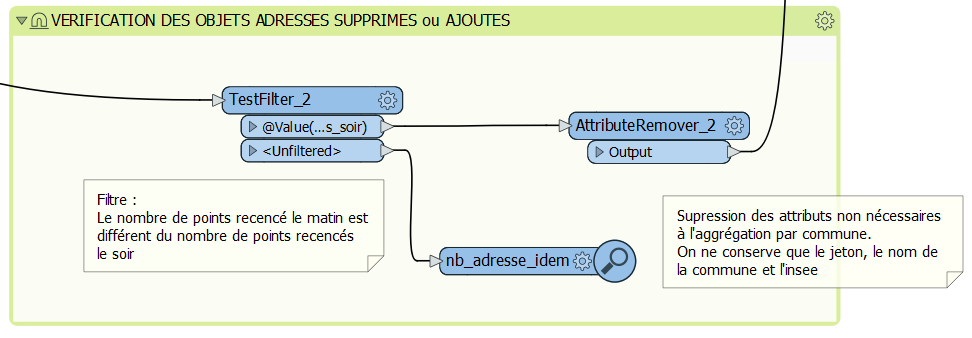 VERIFICATION DES OBJETS ADRESSES SUPPRIMES ou AJOUTES
TestFilter_2
@Value(...s_soir)
<Unfiltered>
AttributeRemover_2
Output
Filtre :
Le nombre de points recencé le matin est
différent du nombre de points recencés
le soir
nb_adresse_idem
Supression des attributs non nécessaires
à l'aggrégation par commune.
On ne conserve que le jeton, le nom de
la commune et l'insee